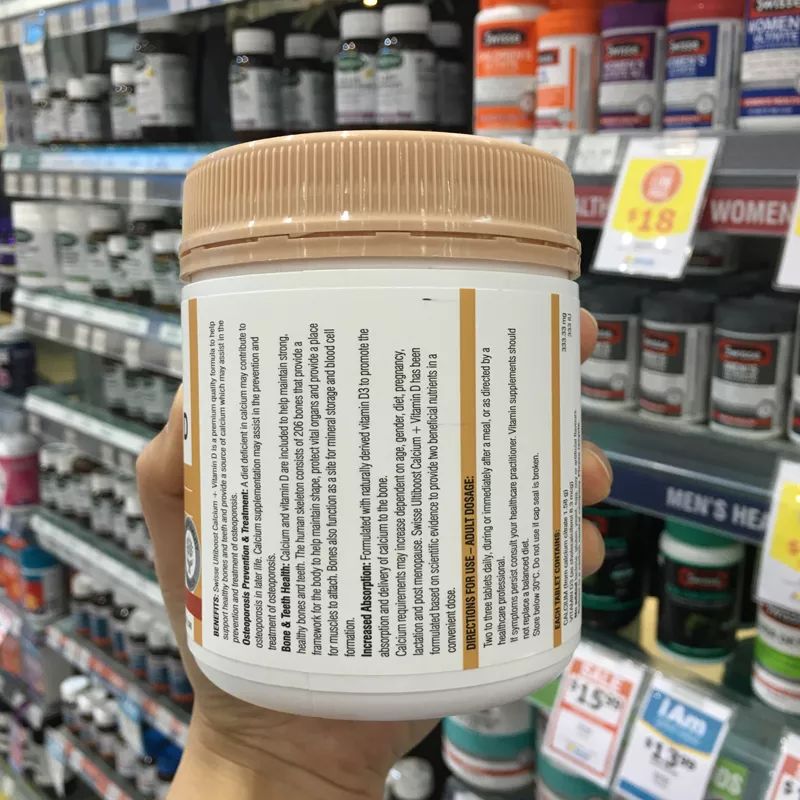 BENEFITS: Swisse Ultiboost Calcium + Vitamin D is a premium quality formula to help
support healthy bones and teeth and provide a source of calcium which may assist in the
prevention and treatment of osteoporosis.
Osteoporosis Prevention & Treatment: A diet deficient in calcium may contribute to
osteoporosis in later life. Calcium supplementation may assist in the prevention and
treatment of osteoporosis.
Bone & Teeth Health: Calcium and vitamin D are included to help maintain strong,
healthy bones and teeth. The human skeleton consists of 206 bones that provide a
framework for the body to help maintain shape, protect vital organs and provide a place
for muscles to attach. Bones also function as a site for mineral storage and blood cell
formation.
Increased Absorption: Formulated with naturally derived vitamin D3 to promote the
absorption and delivery of calcium to the bone.
Calcium requirements may increase dependent on age, gender, diet, pregnancy,
lactation and post menopause. Swisse Ultiboost Calcium + Vitamin D has been
formulated based on scientific evidence to provide two beneficial nutrients in a
convenient dose.
DIRECTIONS FOR USE – ADULT DOSAGE:
Two to three tablets daily, during or immediately after a meal, or as directed by a
healthcare professional.
If symptoms persist consult your healthcare practitioner. Vitamin supplements should
not replace a balanced diet.
Store below 30°C. Do not use if cap seal is broken.
EACH TABLET CONTAINS:
333.33 mg
333 IU
Swisse
Swisse
Swisse
$18
WOMEN
Swisse
Swisse
MEN'S HEA
Swisse
$15
iAm
$13